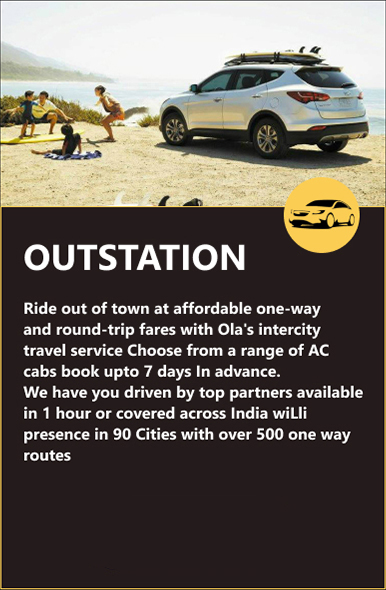 OUTSTATION
Ride out of town at affordable one-way
and round-trip fares with Ola's intercity
travel service Choose from a range of AC
cabs book upto 7 days In advance.
We have you driven by top partners available
in 1 hour or covered across India wiLli
presence in 90 Cities with over 500 one way
routes